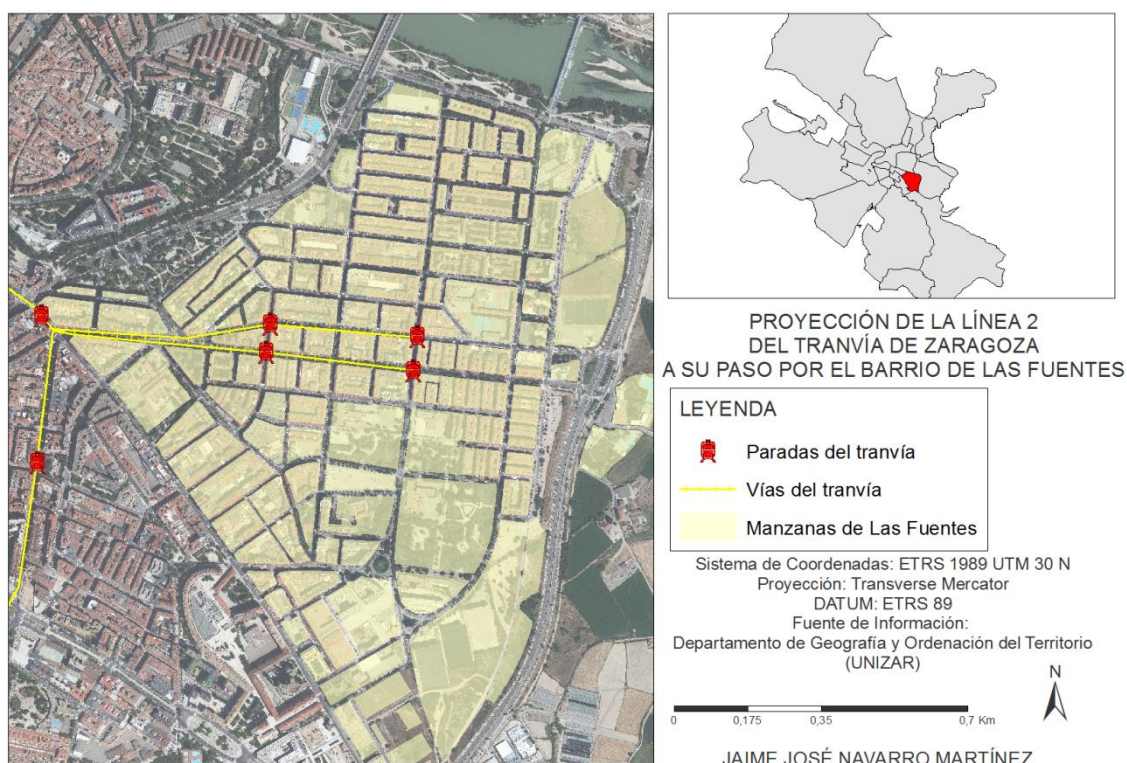 PROYECCIÓN DE LA LÍNEA 2
DEL TRANVÍA DE ZARAGOZA
A SU PASO POR EL BARRIO DE LAS FUENTES
LEYENDA
Paradas del tranvía
Vías del tranvía
Manzanas de Las Fuentes
Sistema de Coordenadas: ETRS 1989 UTM 30 N
Proyección: Transverse Mercator
DATUM: ETRS 89
Fuente de Información:
Departamento de Geografía y Ordenación del Territorio
(UNIZAR)
N
0 0,175 0,35 0,7 Km
JAIME JOSÉ NAVARRO MARTÍNEZ